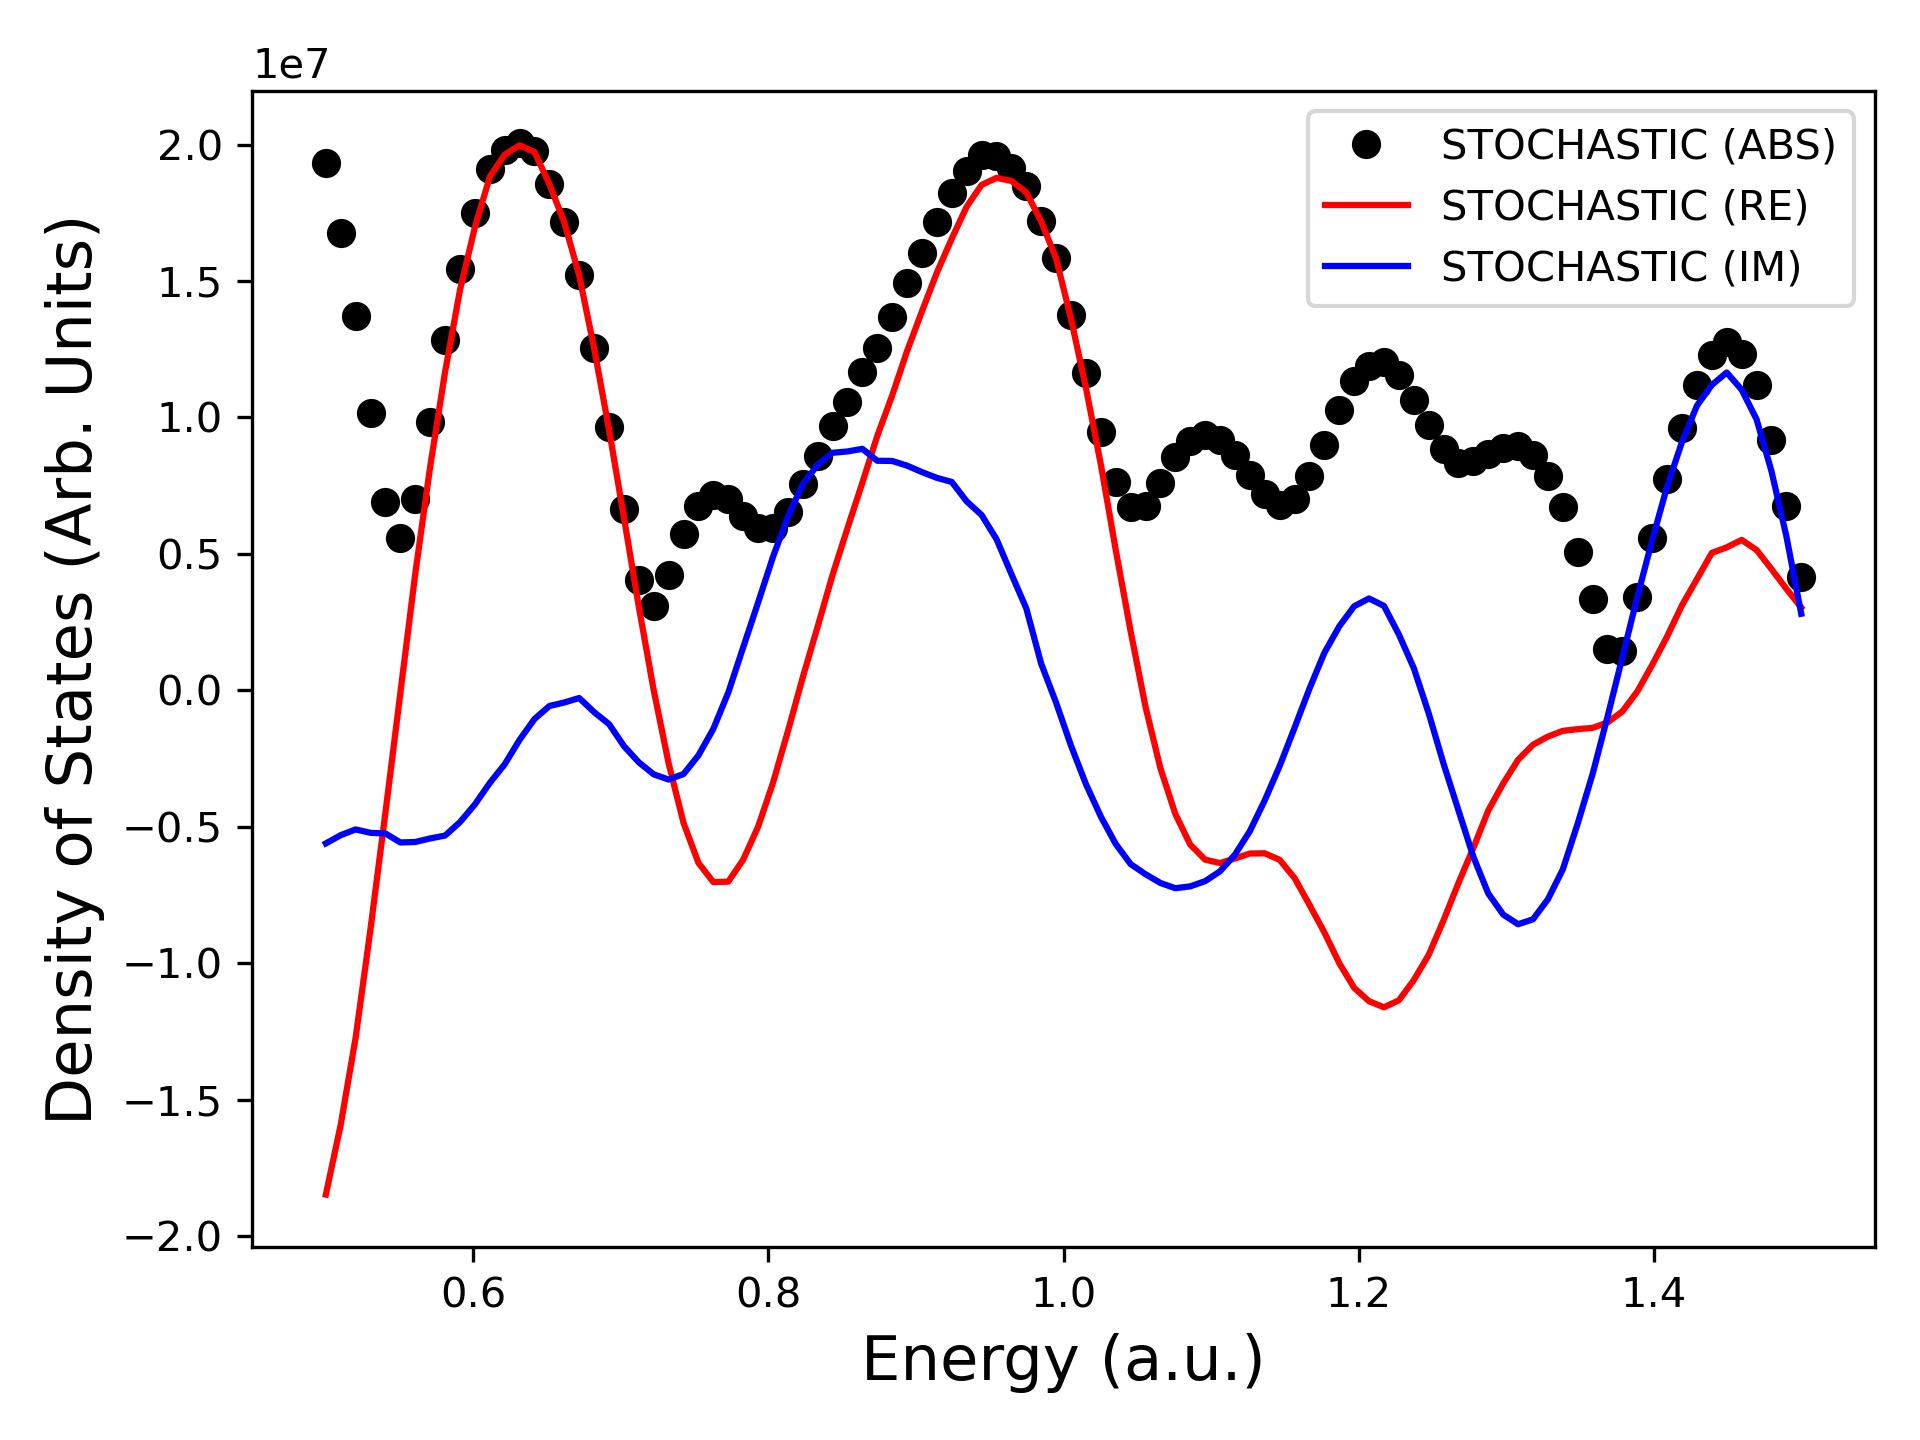 1e7
2.0
1.5
1.0
0.5
0.0
−0.5
−1.0
−1.5
−2.0
Density of States (Arb. Units)
STOCHASTIC (ABS)
STOCHASTIC (RE)
STOCHASTIC (IM)
0.6 0.8 1.0 1.2 1.4
Energy (a.u.)